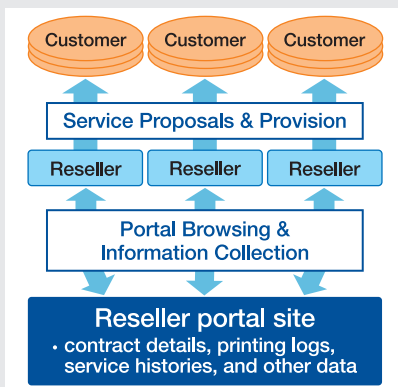 Customer Customer Customer
Service Proposals & Provision
Reseller Reseller Reseller
Portal Browsing &
Information Collection
Reseller portal site
• contract details, printing logs,
service histories, and other data